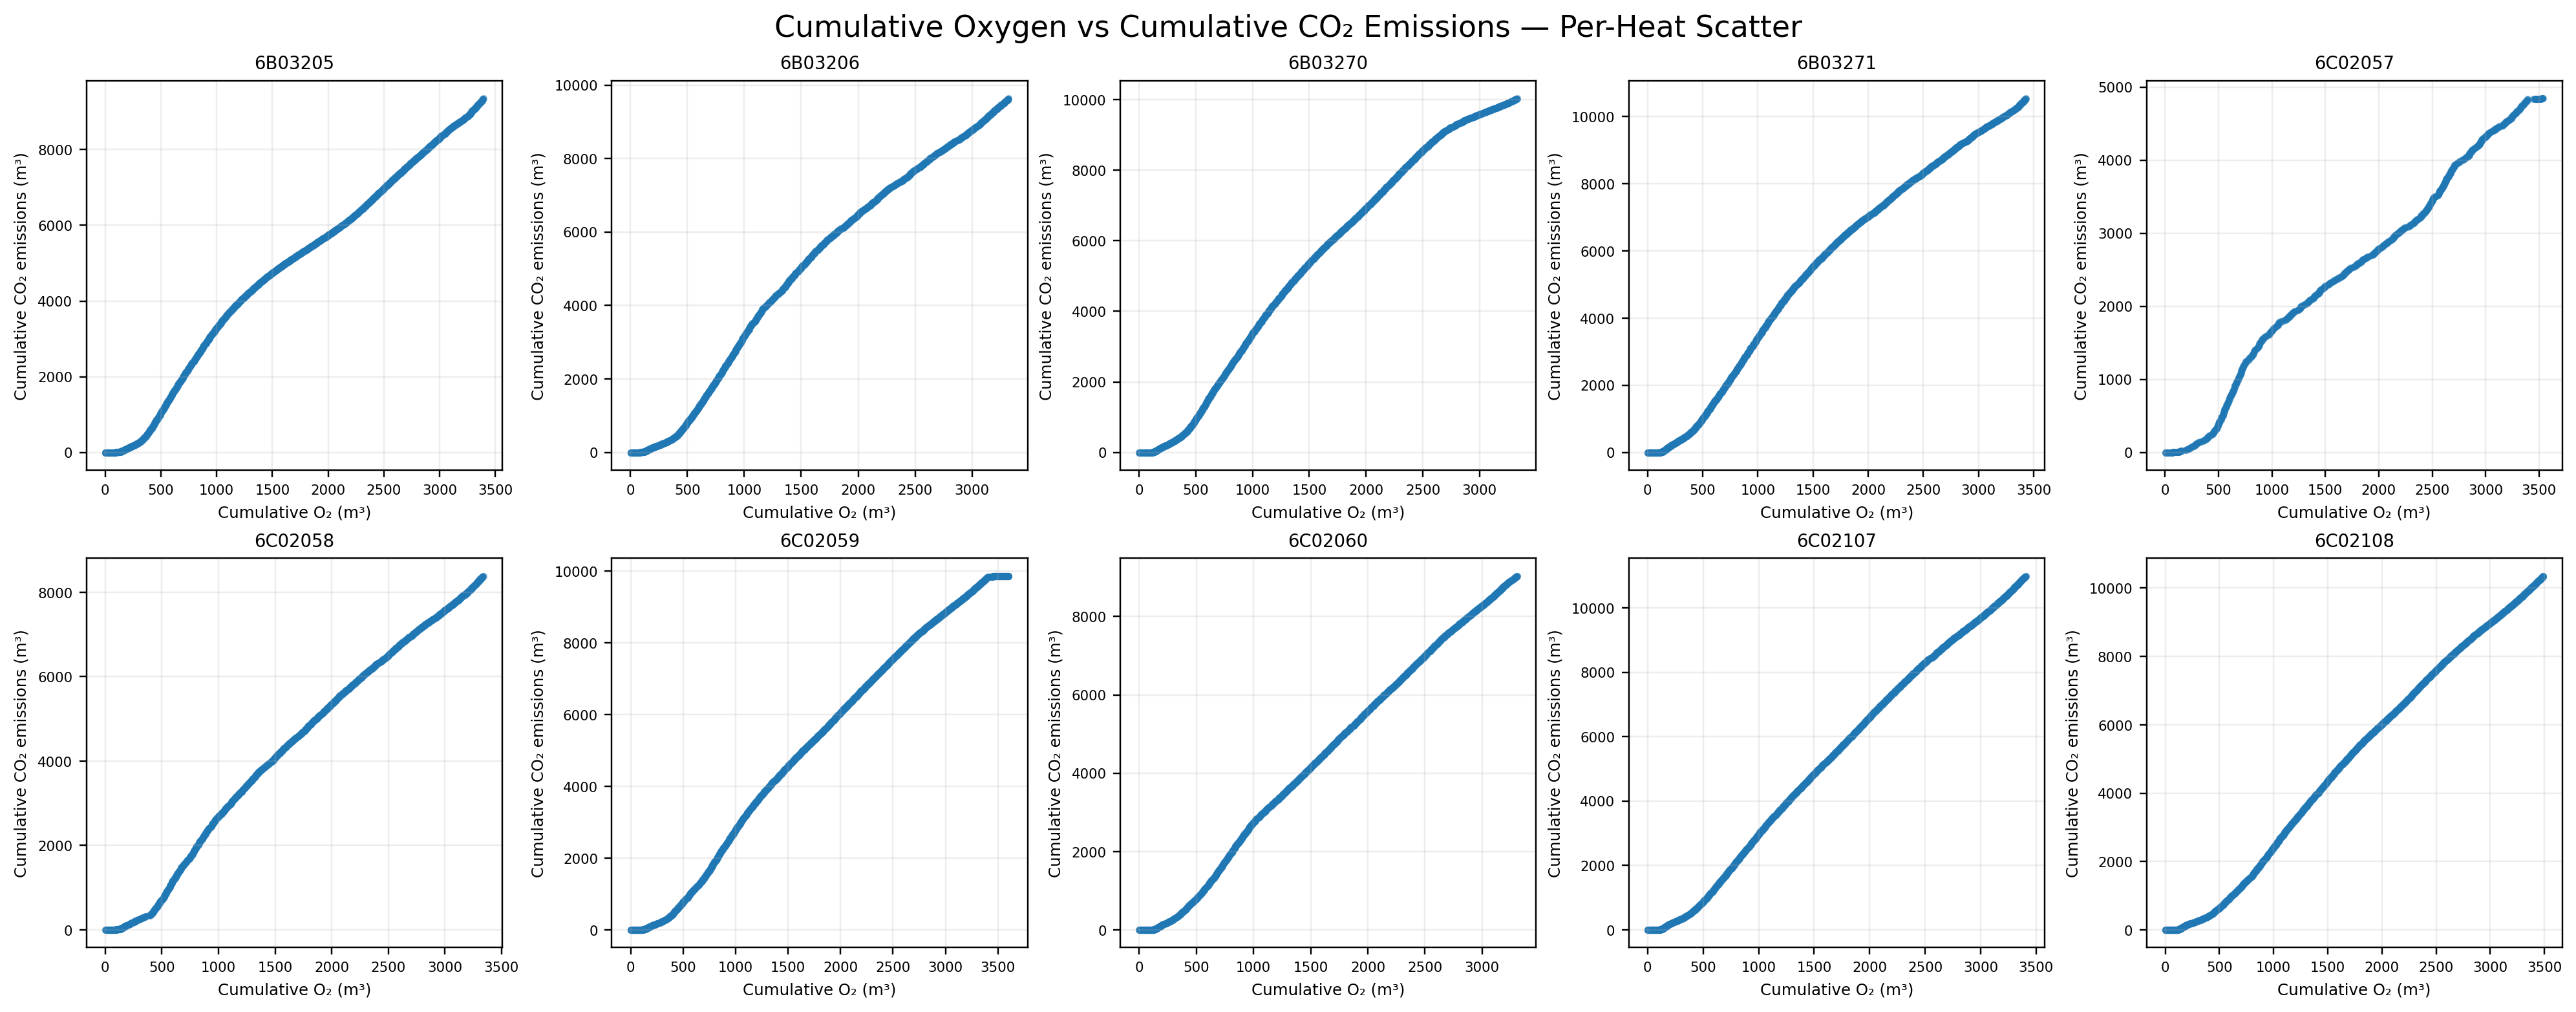 Cumulative Oxygen vs Cumulative CO₂ Emissions — Per-Heat Scatter
6B03205
Cumulative CO₂ emissions (m³)
8000
6000
4000
2000
0
0 500 1000 1500 2000 2500 3000 3500
Cumulative O₂ (m³)
6B03206
Cumulative CO₂ emissions (m³)
10000
8000
6000
4000
2000
0
0 500 1000 1500 2000 2500 3000
Cumulative O₂ (m³)
6B03270
Cumulative CO₂ emissions (m³)
10000
8000
6000
4000
2000
0
0 500 1000 1500 2000 2500 3000
Cumulative O₂ (m³)
6B03271
Cumulative CO₂ emissions (m³)
10000
8000
6000
4000
2000
0
0 500 1000 1500 2000 2500 3000 3500
Cumulative O₂ (m³)
6C02057
Cumulative CO₂ emissions (m³)
5000
4000
3000
2000
1000
0
0 500 1000 1500 2000 2500 3000 3500
Cumulative O₂ (m³)
6C02058
Cumulative CO₂ emissions (m³)
8000
6000
4000
2000
0
0 500 1000 1500 2000 2500 3000 3500
Cumulative O₂ (m³)
6C02059
Cumulative CO₂ emissions (m³)
10000
8000
6000
4000
2000
0
0 500 1000 1500 2000 2500 3000 3500
Cumulative O₂ (m³)
6C02060
Cumulative CO₂ emissions (m³)
8000
6000
4000
2000
0
0 500 1000 1500 2000 2500 3000
Cumulative O₂ (m³)
6C02107
Cumulative CO₂ emissions (m³)
10000
8000
6000
4000
2000
0
0 500 1000 1500 2000 2500 3000 3500
Cumulative O₂ (m³)
6C02108
Cumulative CO₂ emissions (m³)
10000
8000
6000
4000
2000
0
0 500 1000 1500 2000 2500 3000 3500
Cumulative O₂ (m³)